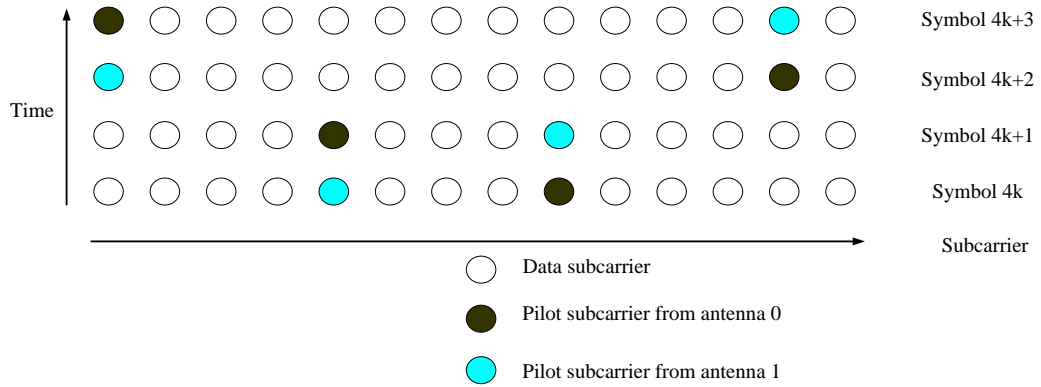 Symbol 4k+3
Symbol 4k+2
Time
Symbol 4k+1
Symbol 4k
Subcarrier
Data subcarrier
Pilot subcarrier from antenna 0
Pilot subcarrier from antenna 1